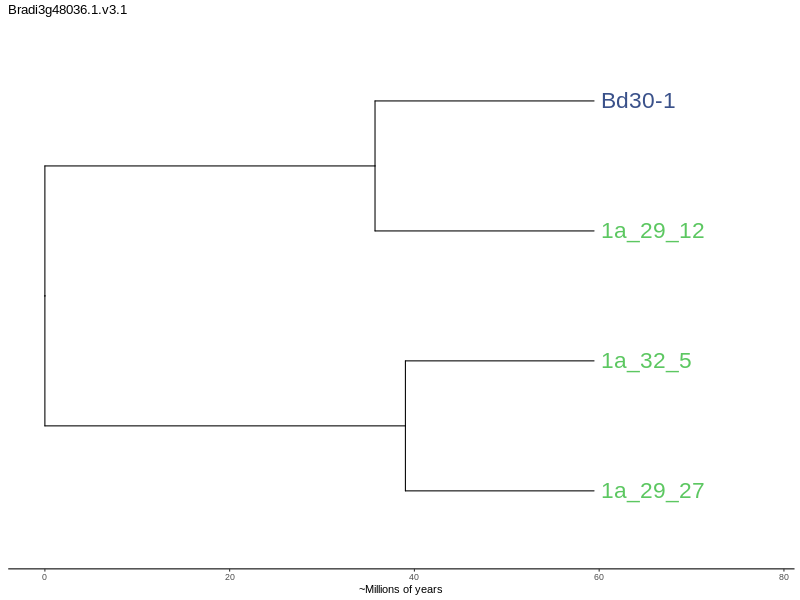 Bradi3g48036.1.v3.1
Bd30-1
1a_29_12
1a_32_5
1a_29_27
0 20 40 60 80
~Millions of years